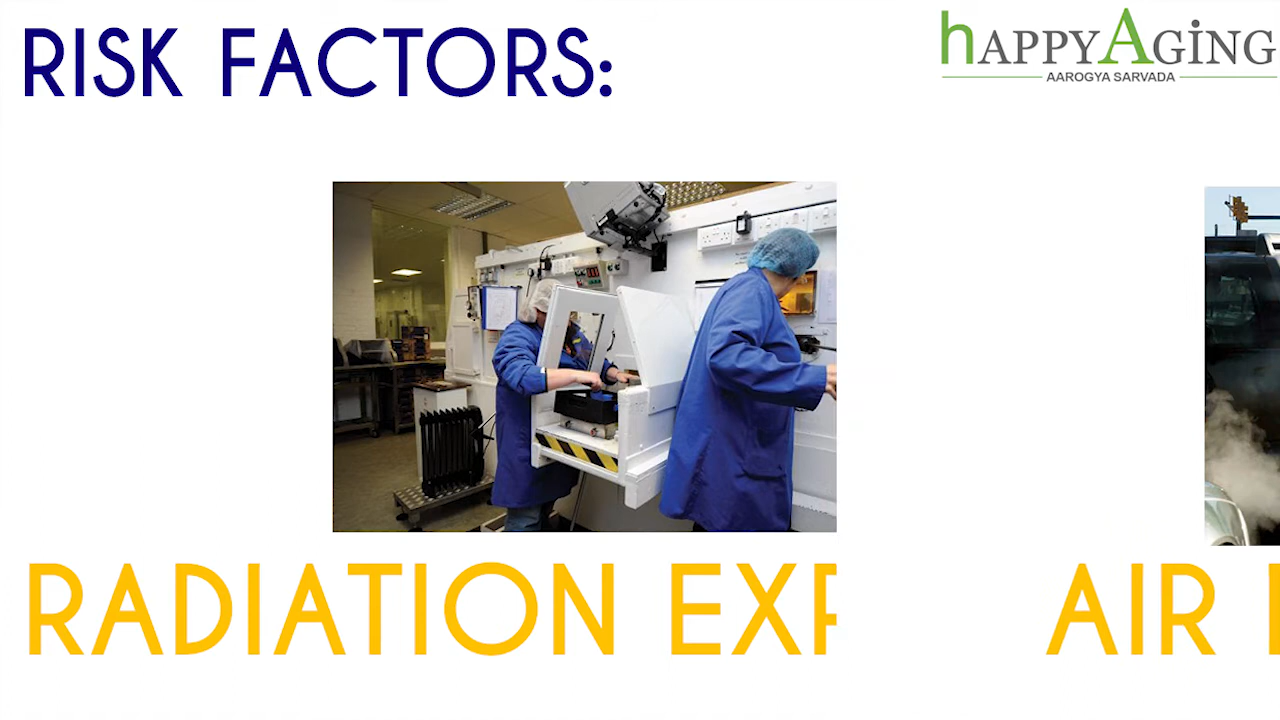 RISK FACTORS:
hAPPYAGiNG
AAROGYA SARVADA
RADIATION EXP
AIR